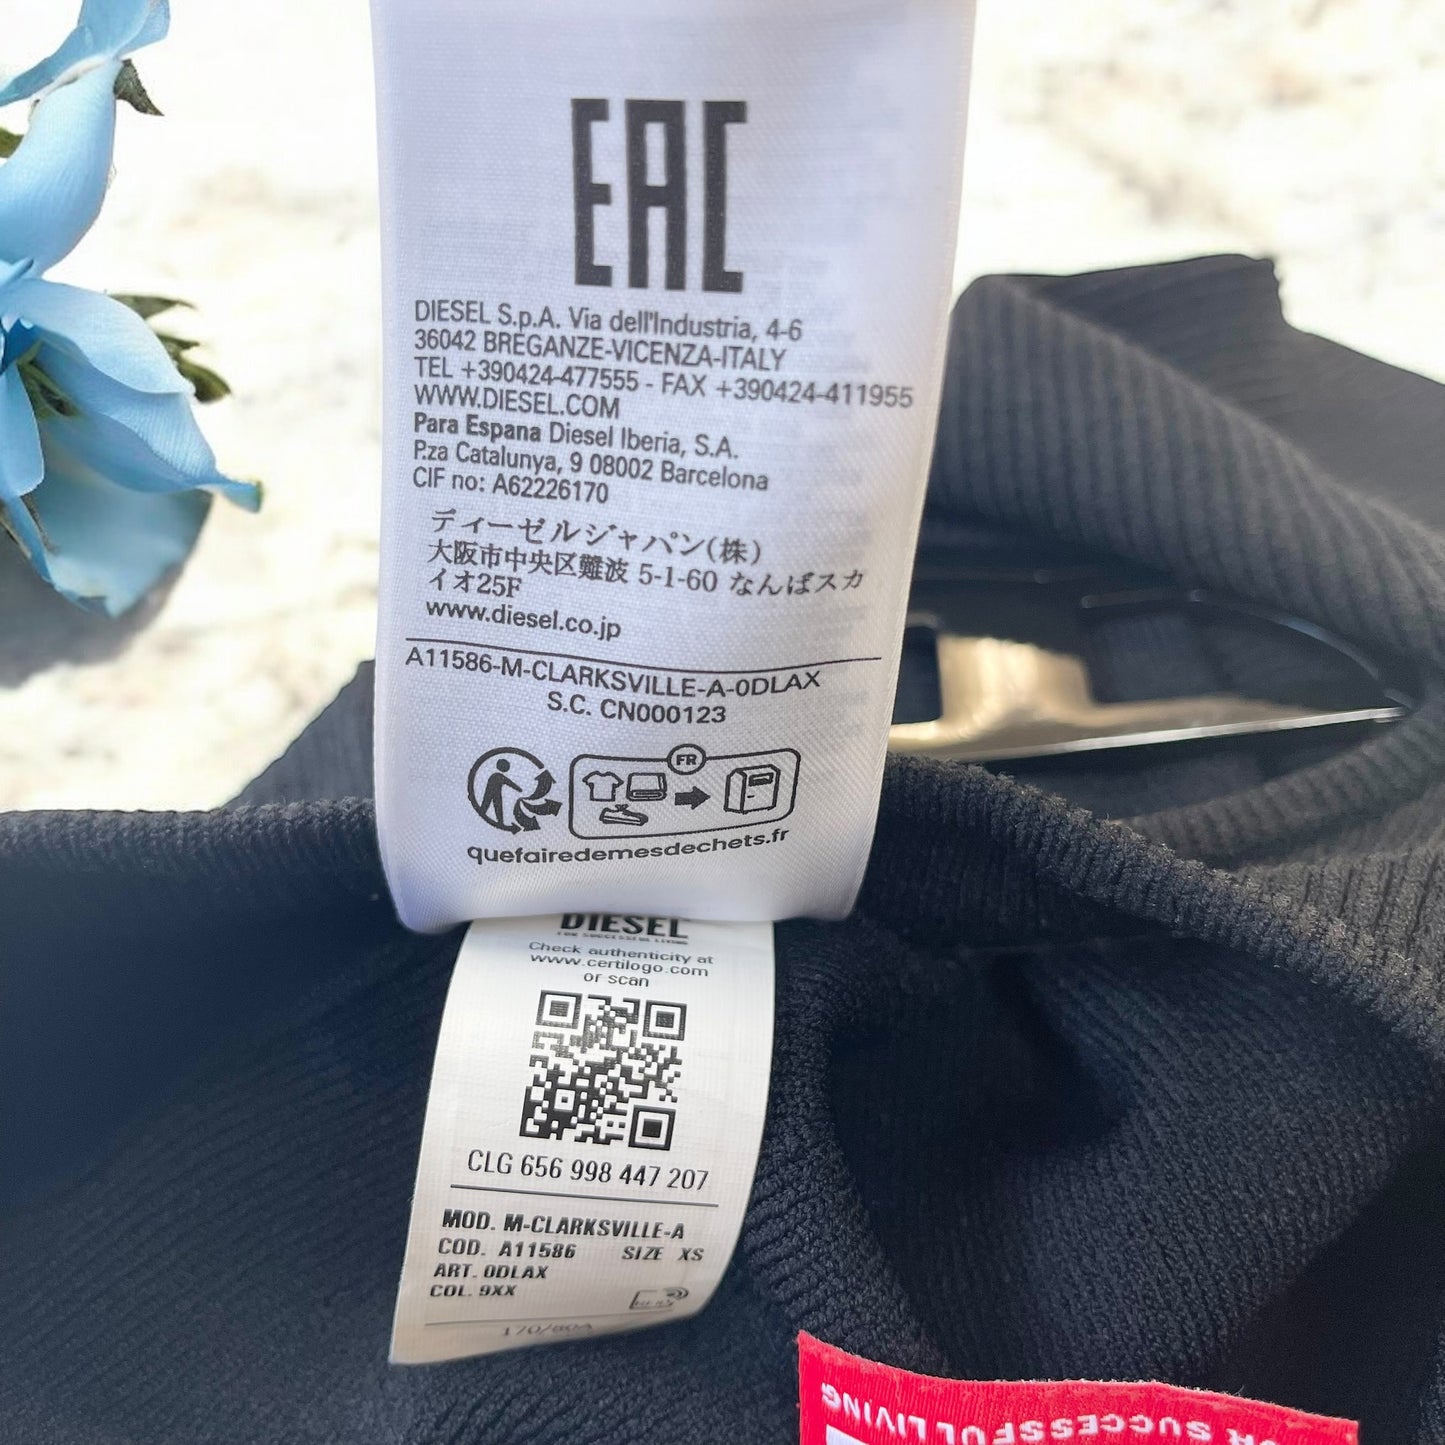 EAC
DIESEL S.p.A. Via dell'Industria, 4-6
36042 BREGANZE-VICENZA-ITALY
TEL +390424-477555 - FAX +390424-411955
WWW.DIESEL.COM
Para Espana Diesel Iberia, S.A.
P.za Catalunya, 9 08002 Barcelona
CIF no: A62226170
ディーゼルジャパン(株)
大阪市中央区難波 5-1-60 なんばスカ
イオ25F
www.diesel.co.jp
A11586-M-CLARKSVILLE-A-0DLAX
S.C. CN000123
FR
quefairedemesdechets.fr
DIESEL
FOR SUCCESSFUL LIVING
Check authenticity at
www.certilogo.com
or scan
CLG 656 998 447 207
MOD. M-CLARKSVILLE-A
COD. A11586 SIZE XS
ART. 0DLAX
COL. 9XX
170/80A
FOR SUCCESSFUL LIVING